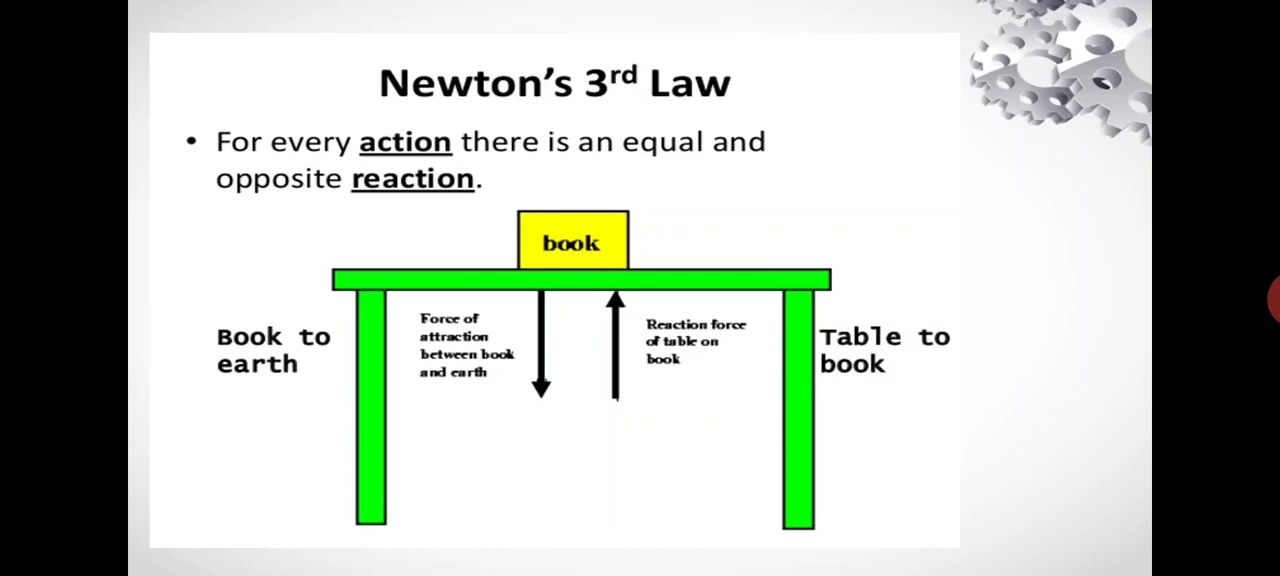 Newton's 3rd Law
• For every action there is an equal and
opposite reaction.
book
Book to
earth
Force of
attraction
between book
and earth
Reaction force
of table on
book
Table to
book